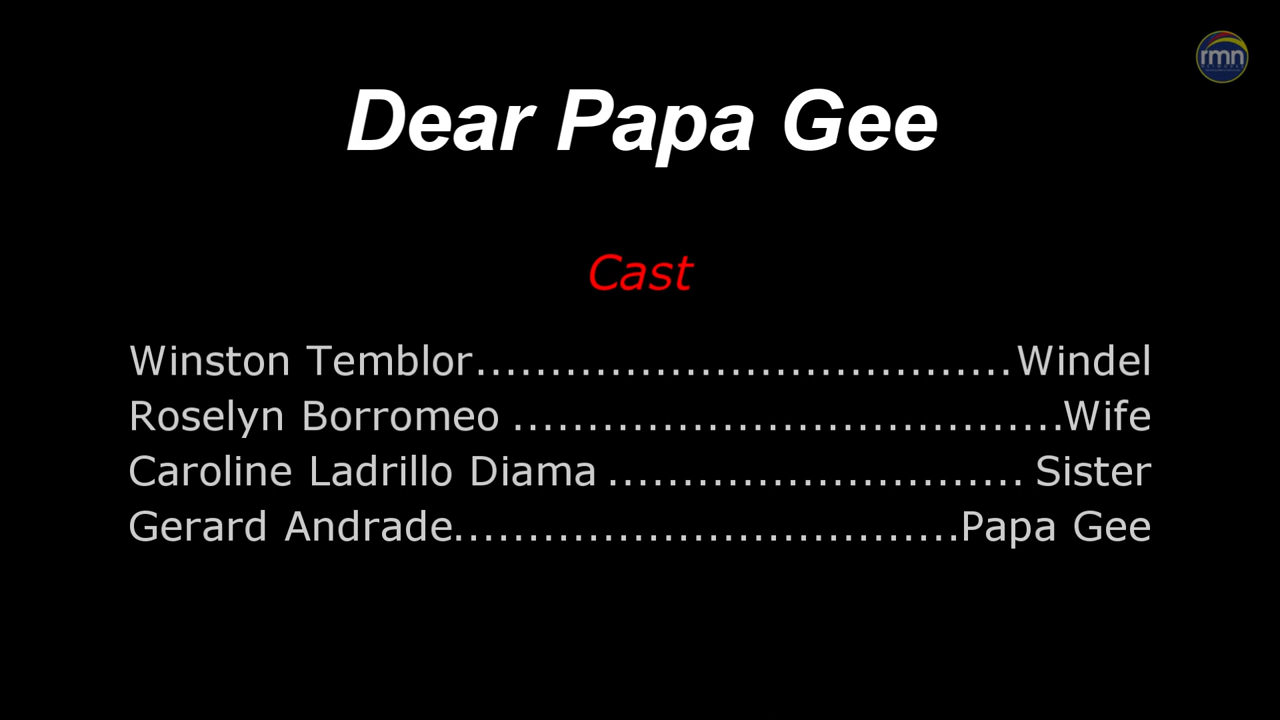 rmn
Dear Papa Gee
Cast
Winston Temblor....................................Windel
Roselyn Borromeo .....................................Wife
Caroline Ladrillo Diama ............................ Sister
Gerard Andrade..................................Papa Gee